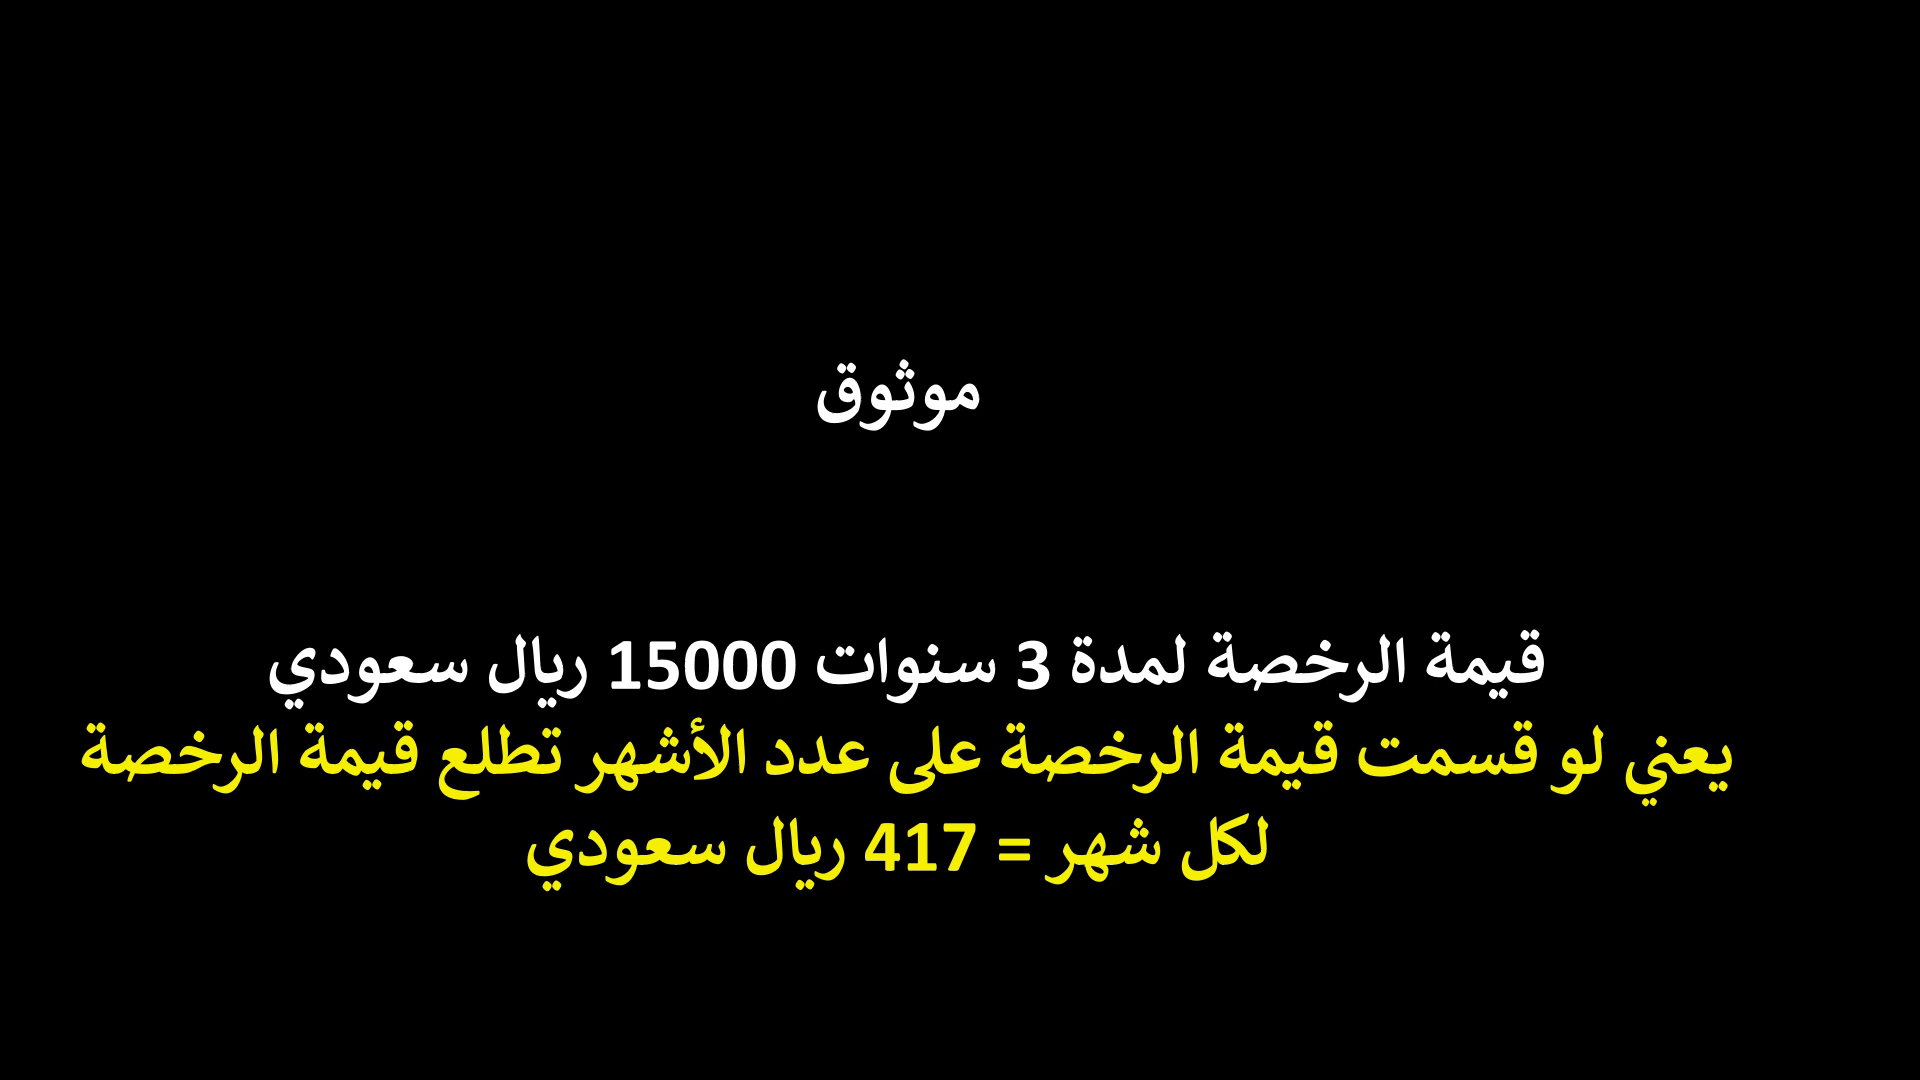 موثوق
قيمة الرخصة لمدة 3 سنوات 15000 ريال سعودي
يعني لو قسمت قيمة الرخصة على عدد الأشهر تطلع قيمة الرخصة
لكل شهر = 417 ريال سعودي